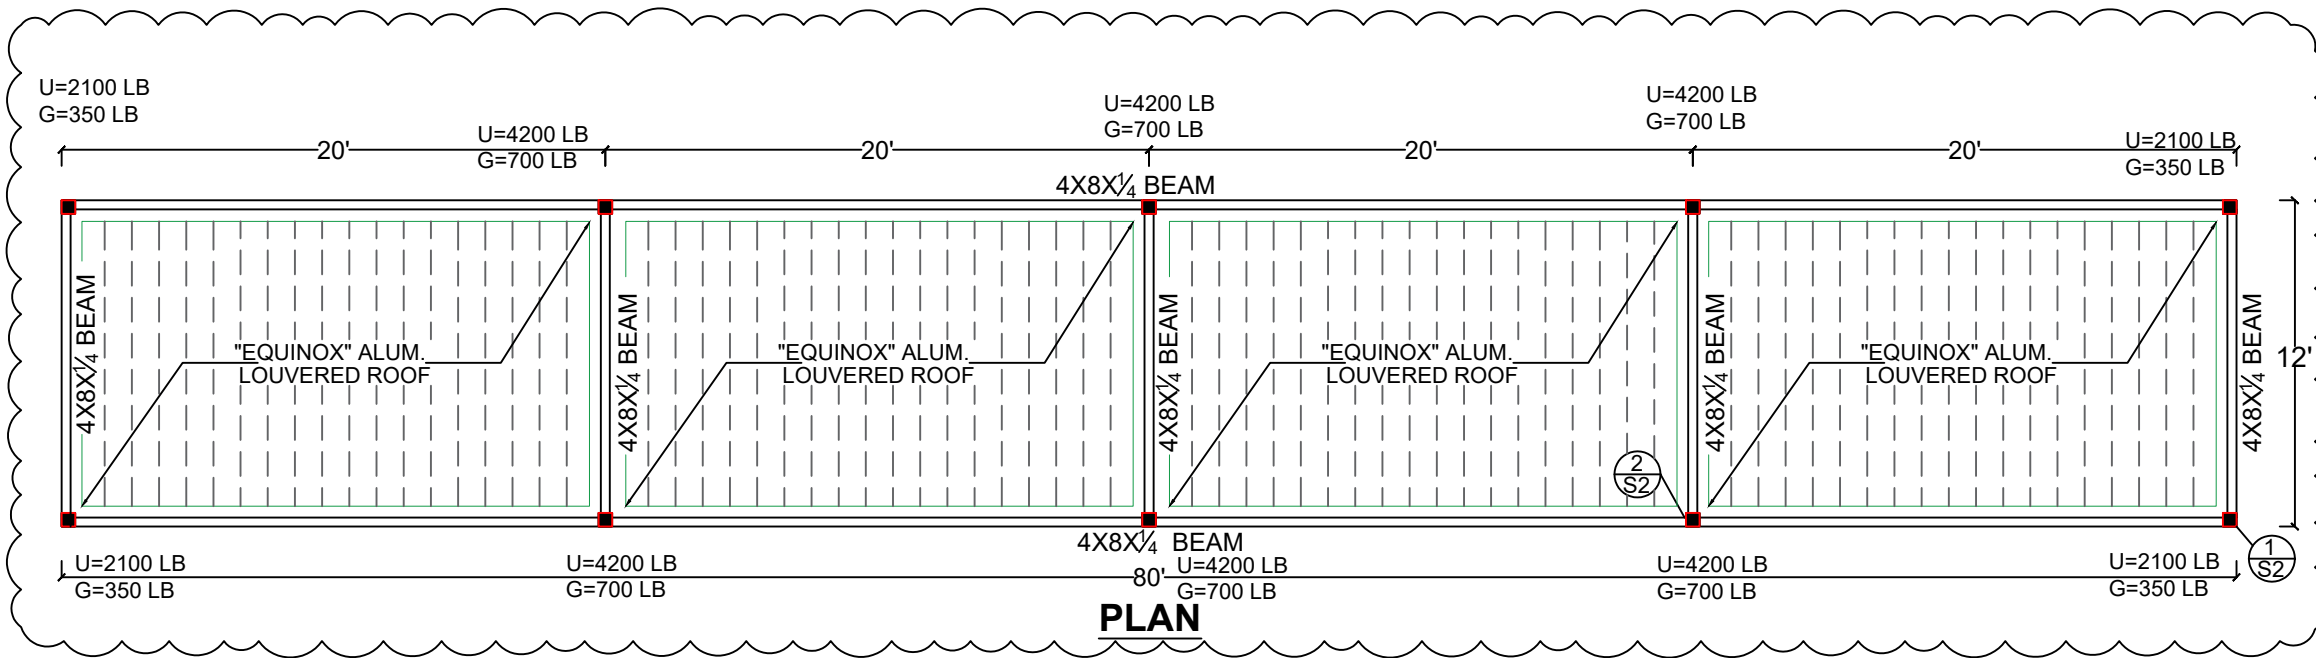 U=2100 LB
G=350 LB
U=4200 LB
G=700 LB
U=4200 LB
G=700 LB
U=4200 LB
G=700 LB
U=2100 LB
G=350 LB
20'
20'
20'
20'
4X8X1/4 BEAM
4X8X1/4 BEAM
"EQUINOX" ALUM.
LOUVERED ROOF
4X8X1/4 BEAM
"EQUINOX" ALUM.
LOUVERED ROOF
4X8X1/4 BEAM
"EQUINOX" ALUM.
LOUVERED ROOF
4X8X1/4 BEAM
"EQUINOX" ALUM.
LOUVERED ROOF
4X8X1/4 BEAM
12'
2
S2
1
S2
4X8X1/4 BEAM
U=2100 LB
G=350 LB
U=4200 LB
G=700 LB
80'
U=4200 LB
G=700 LB
U=4200 LB
G=700 LB
U=2100 LB
G=350 LB
PLAN